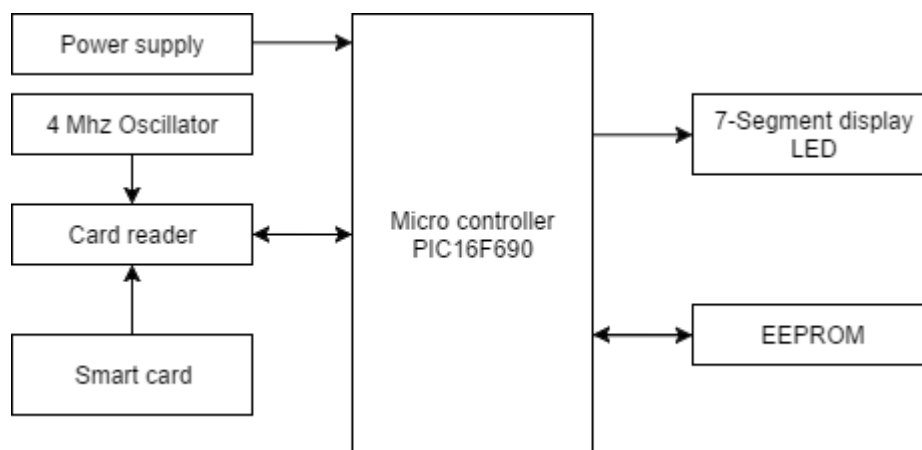 Power supply
4 Mhz Oscillator
Card reader
Smart card
Micro controller
PIC16F690
7-Segment display
LED
EEPROM